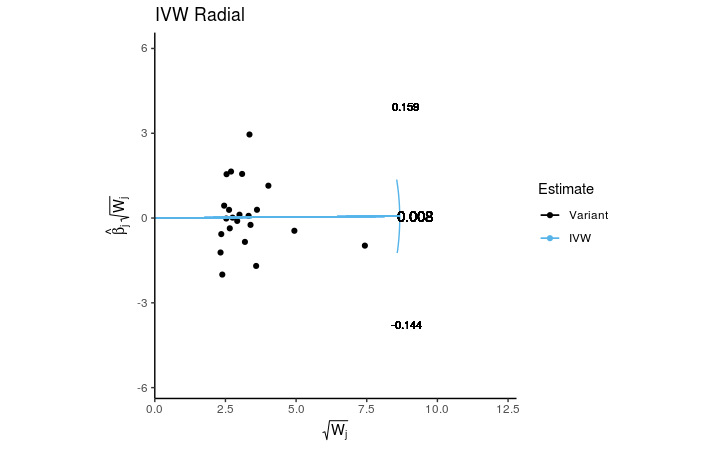 IVW Radial
6
3
0
-3
-6
β̂j√Wj
0.159
0.008
-0.144
0.0
2.5
5.0
7.5
10.0
12.5
√Wj
Estimate
Variant
IVW